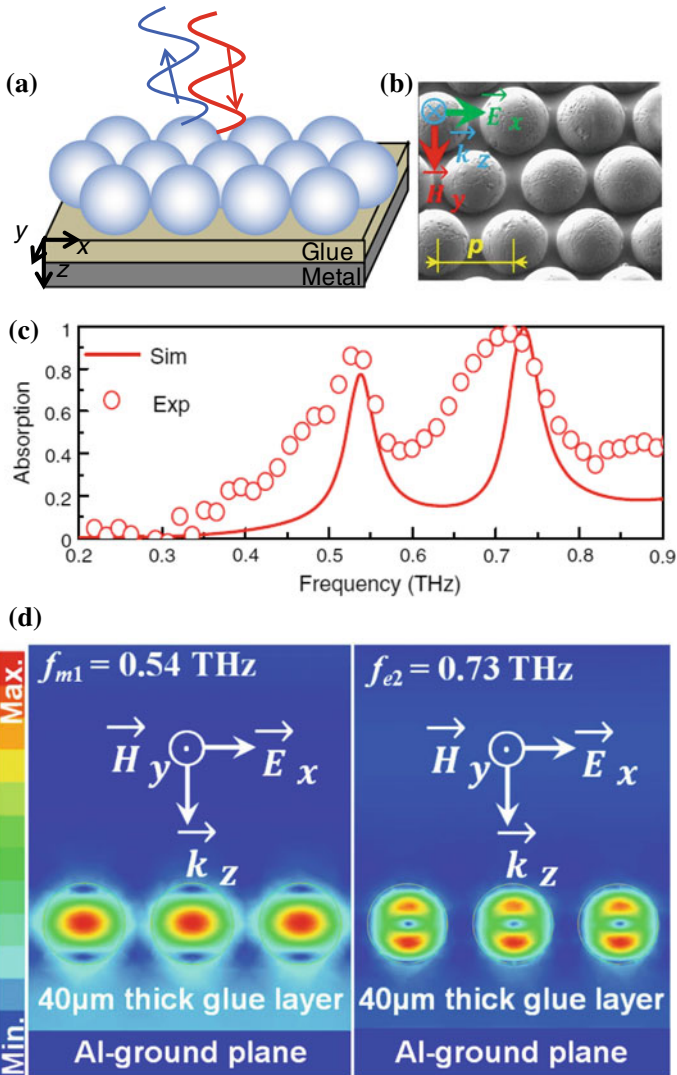 (a)
y
x
z
Glue
Metal
(b)
E x
k z
H y
p
(c)
1
0.8
0.6
0.4
0.2
0
Absorption
Sim
Exp
0.2 0.3 0.4 0.5 0.6 0.7 0.8 0.9
Frequency (THz)
(d)
Max.
Min.
fm1 = 0.54 THz
H y E x
k z
40μm thick glue layer
Al-ground plane
fe2 = 0.73 THz
H y E x
k z
40μm thick glue layer
Al-ground plane